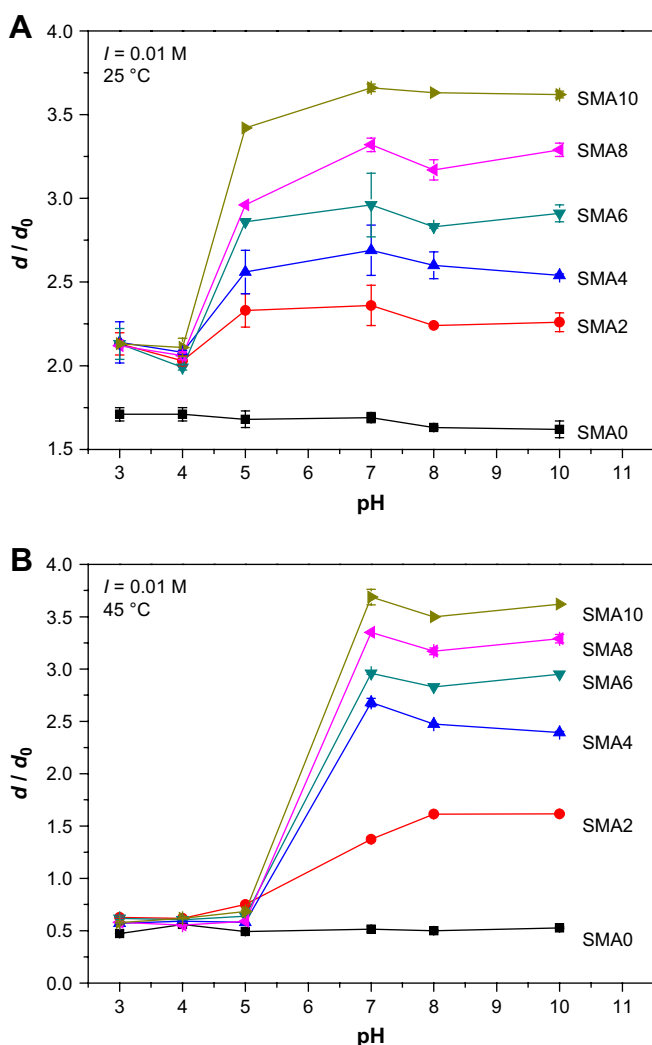 A
I = 0.01 M
25 °C
4.0
3.5
3.0
2.5
2.0
1.5
d / d0
SMA10
SMA8
SMA6
SMA4
SMA2
SMA0
3 4 5 6 7 8 9 10 11
pH
B
I = 0.01 M
45 °C
4.0
3.5
3.0
2.5
2.0
1.5
1.0
0.5
0.0
d / d0
SMA10
SMA8
SMA6
SMA4
SMA2
SMA0
3 4 5 6 7 8 9 10 11
pH